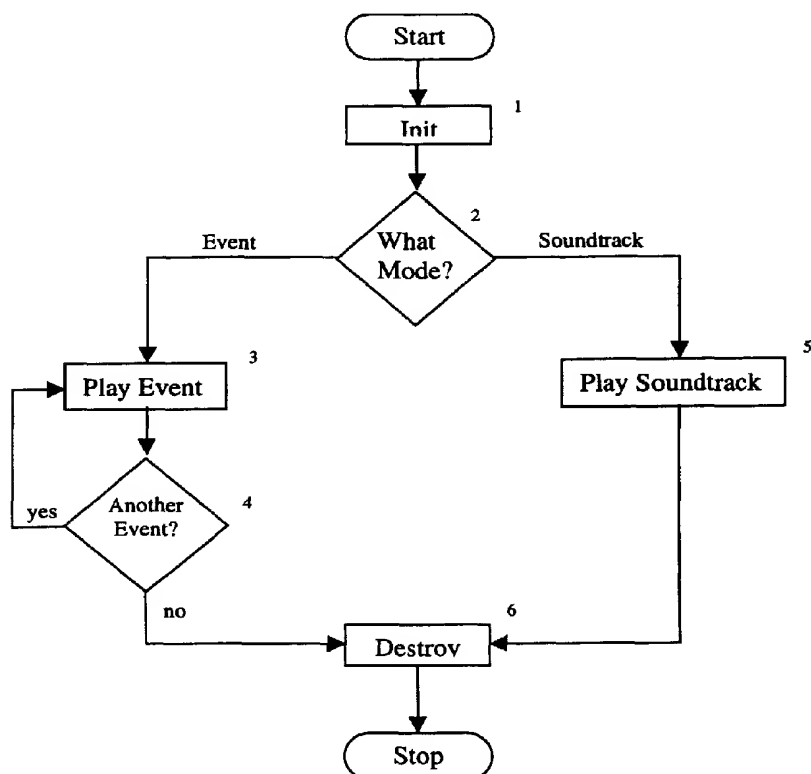 Start
1
Init
2
What
Mode?
Event
Soundtrack
3
Play Event
5
Play Soundtrack
4
Another
Event?
yes
no
6
Destroy
Stop